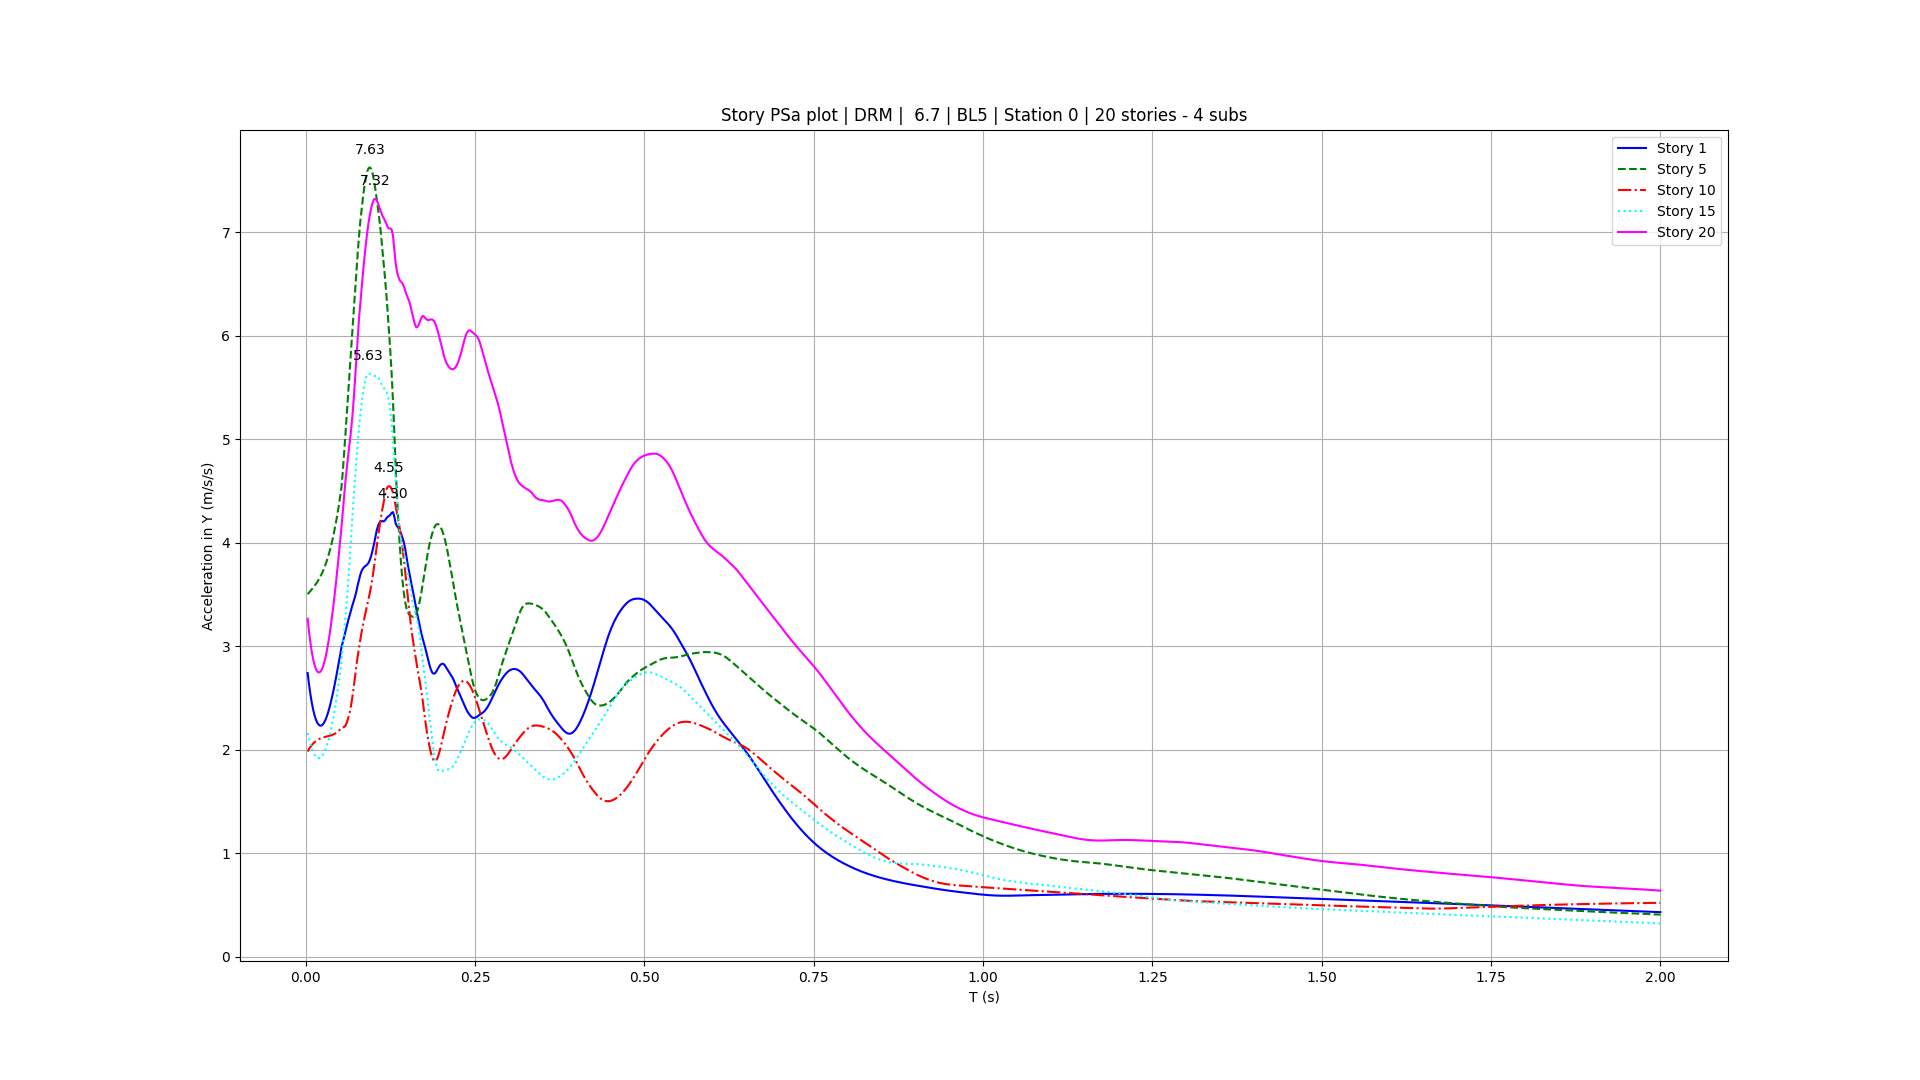 Story PSa plot | DRM |  6.7 | BL5 | Station 0 | 20 stories - 4 subs
7.63
7.32
5.63
4.55
4.30
Story 1
Story 5
Story 10
Story 15
Story 20
Acceleration in Y (m/s/s)
7
6
5
4
3
2
1
0
0.00 0.25 0.50 0.75 1.00 1.25 1.50 1.75 2.00
T (s)